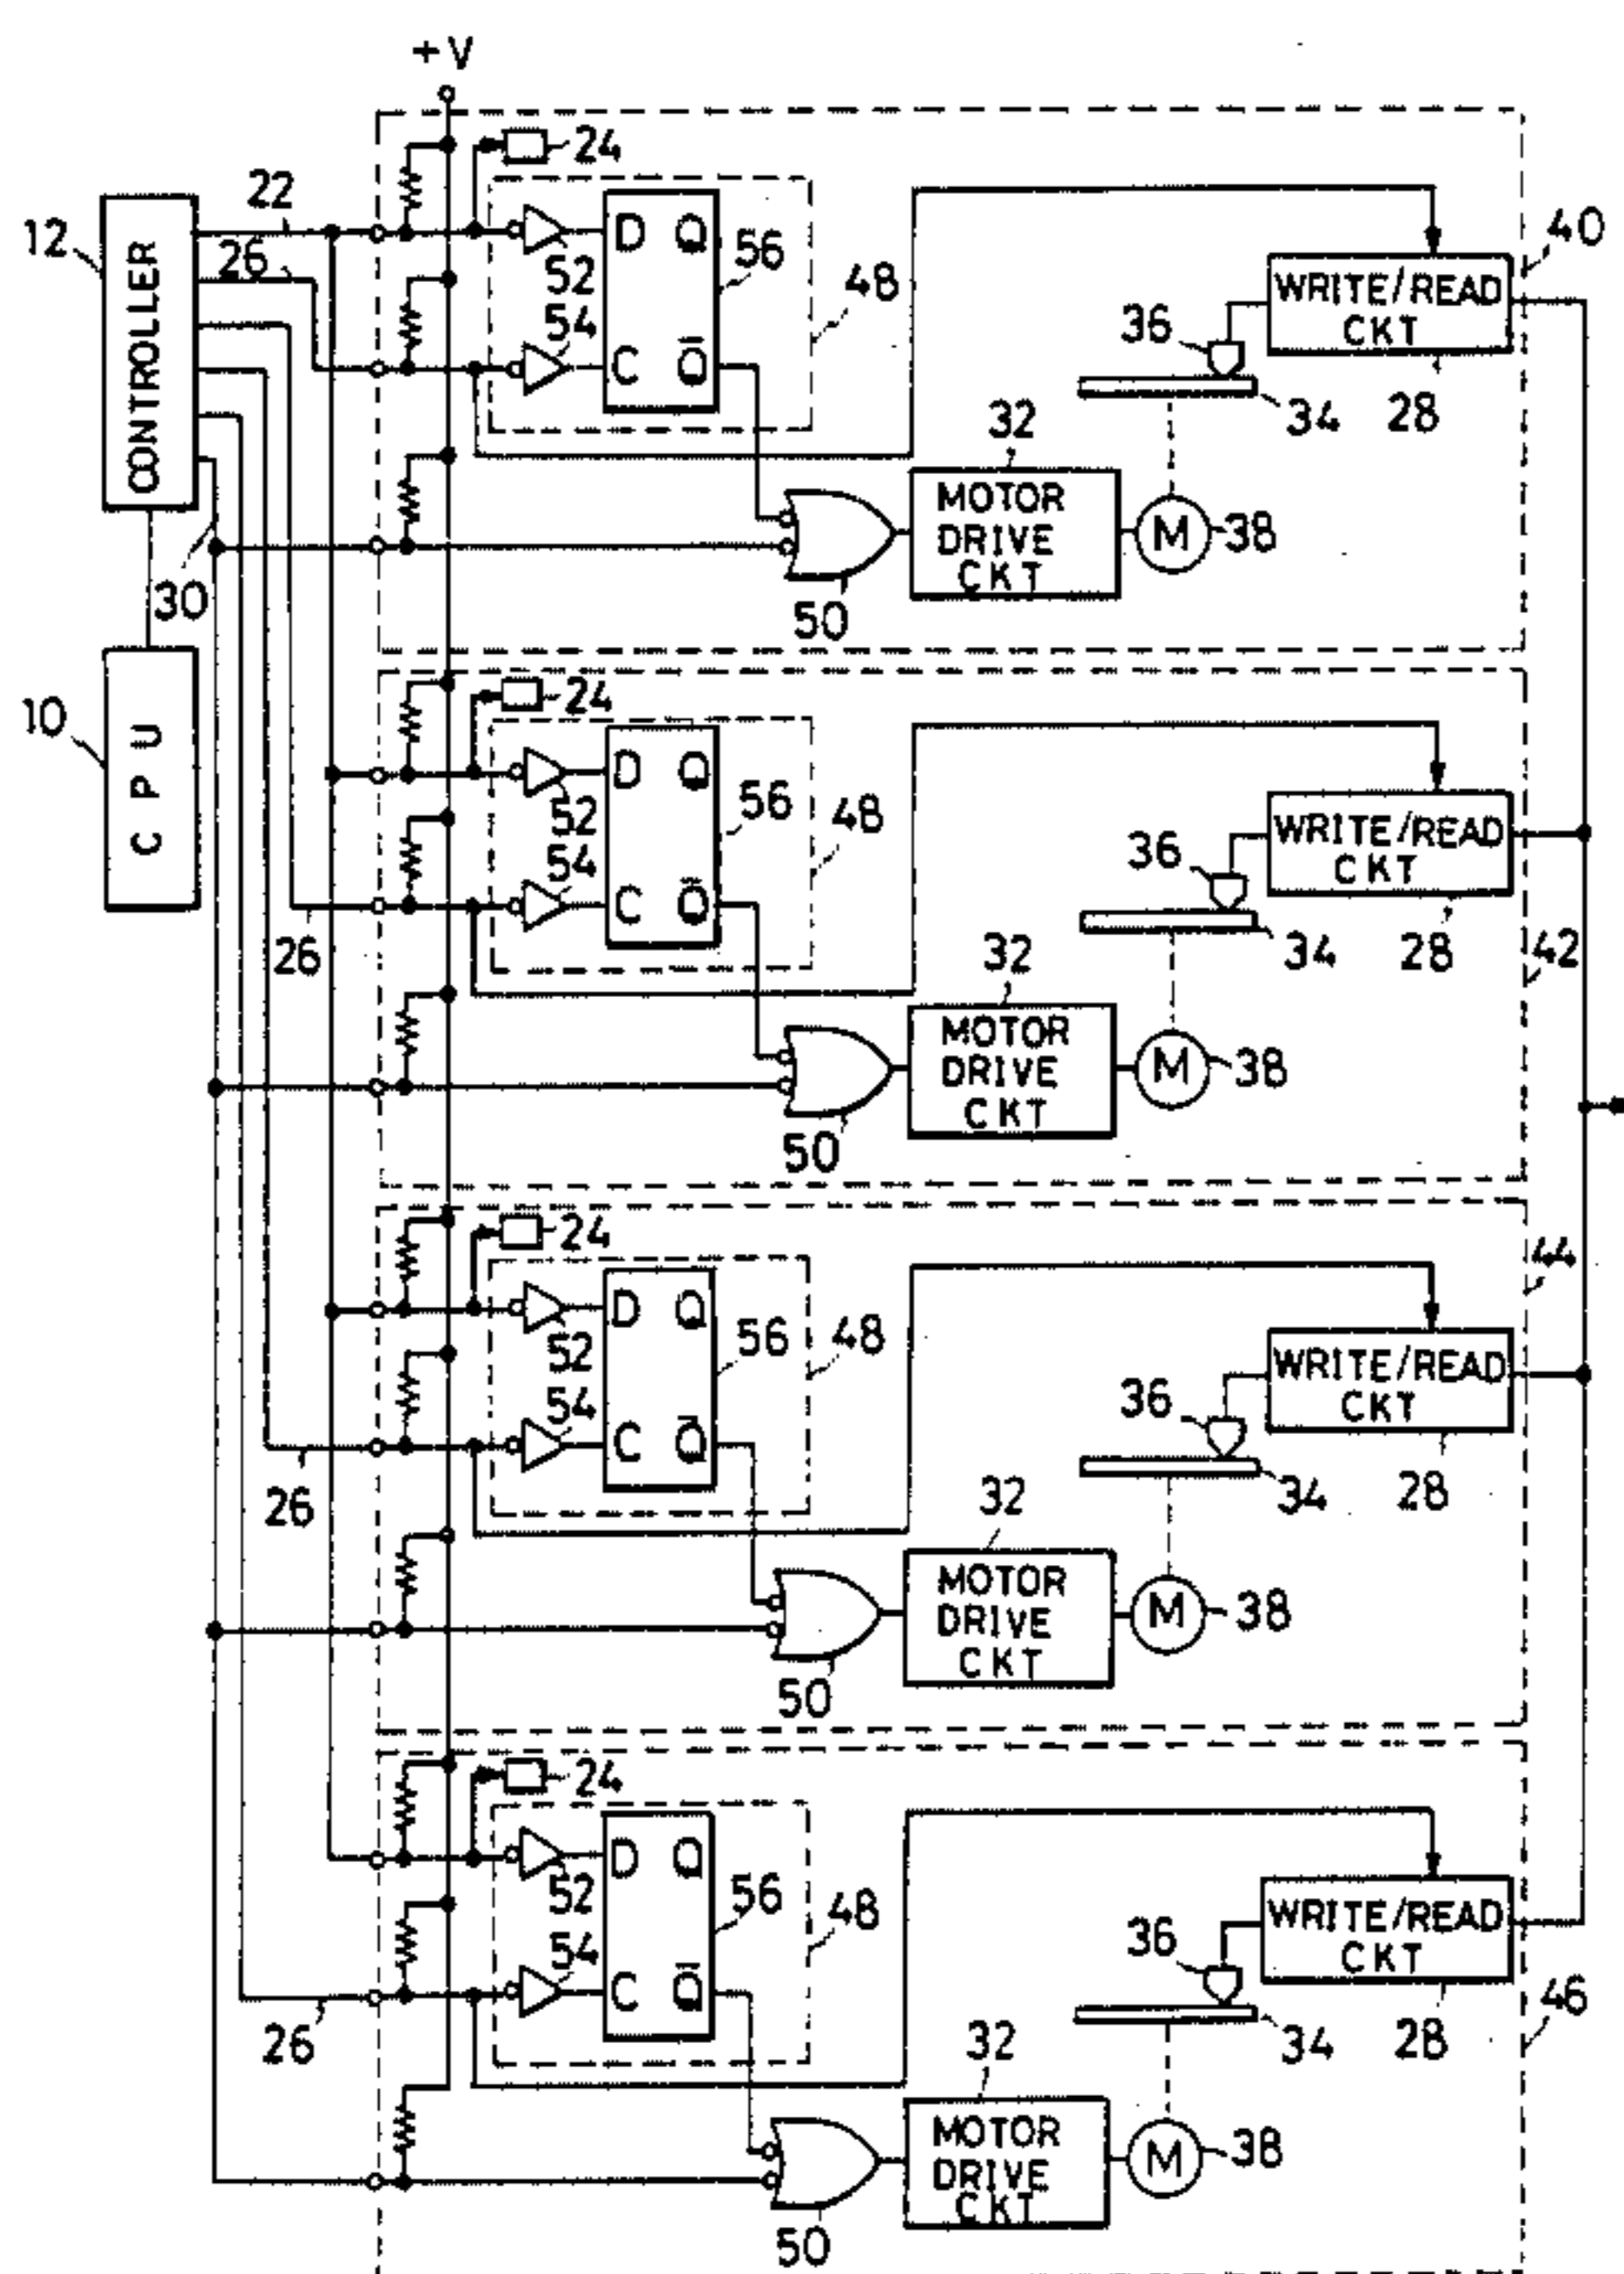 +V
24
22
12
CONTROLLER
26
D Q
52
56
54
C Q̅
48
40
WRITE/READ
CKT
36
34
28
32
MOTOR
DRIVE
CKT
M
38
30
50
10
CPU
24
D Q
52
56
54
C Q̅
48
WRITE/READ
CKT
36
34
28
42
26
32
MOTOR
DRIVE
CKT
M
38
50
24
44
D Q
52
56
54
C Q̅
48
WRITE/READ
CKT
36
34
28
26
32
MOTOR
DRIVE
CKT
M
38
50
24
D Q
52
56
54
C Q̅
48
WRITE/READ
CKT
36
34
28
46
26
32
MOTOR
DRIVE
CKT
M
38
50